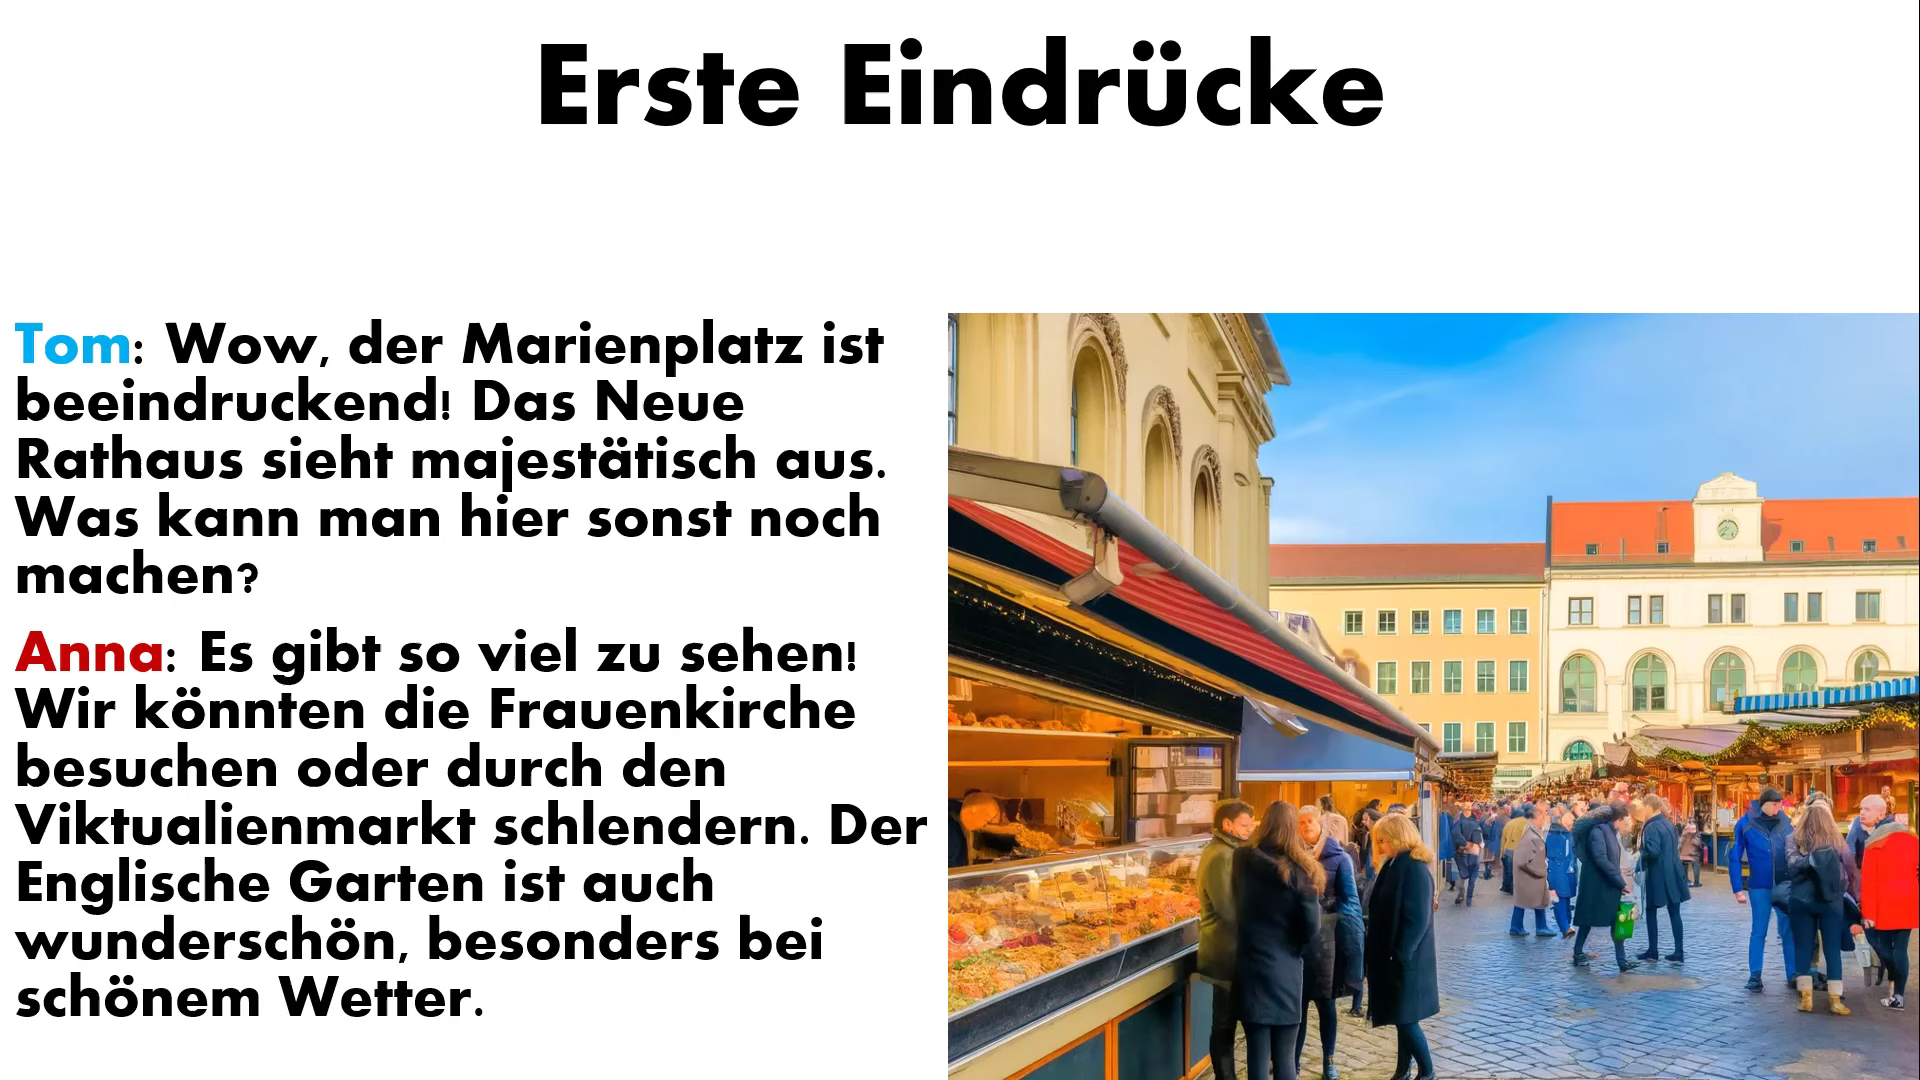 Erste Eindrücke
Tom: Wow, der Marienplatz ist
beeindruckend! Das Neue
Rathaus sieht majestätisch aus.
Was kann man hier sonst noch
machen?
Anna: Es gibt so viel zu sehen!
Wir könnten die Frauenkirche
besuchen oder durch den
Viktualienmarkt schlendern. Der
Englische Garten ist auch
wunderschön, besonders bei
schönem Wetter.